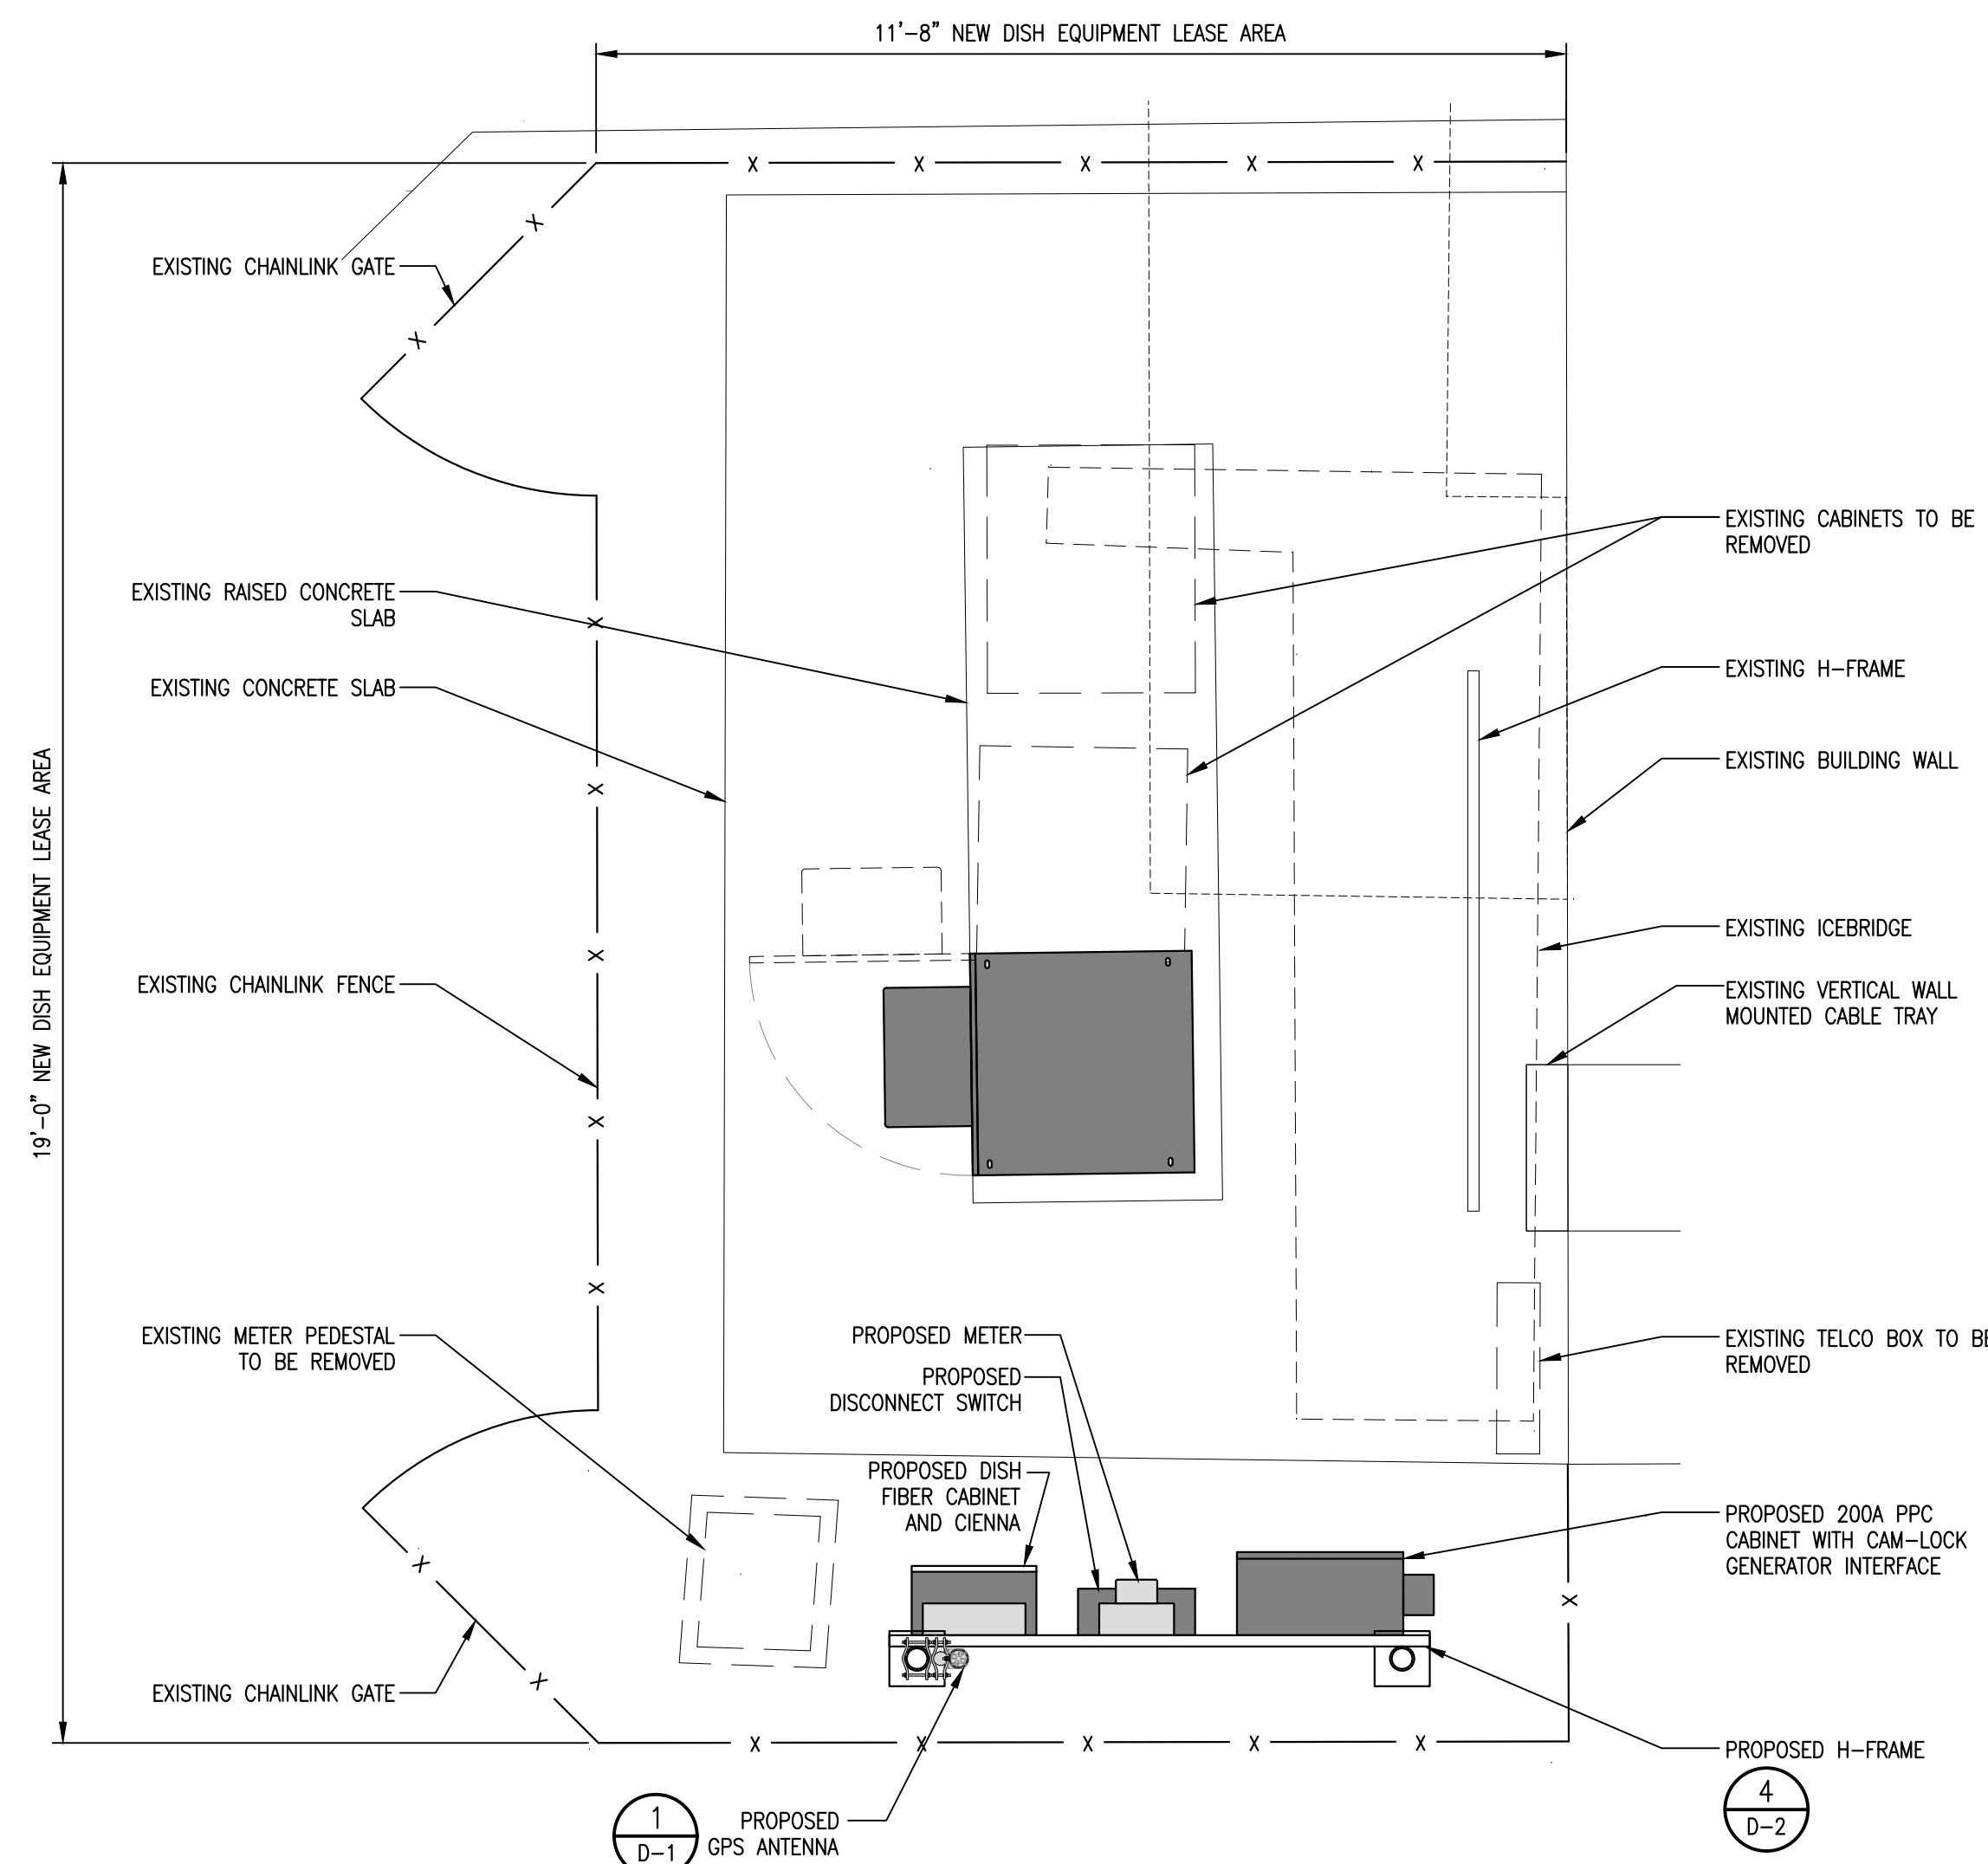 11'-8" NEW DISH EQUIPMENT LEASE AREA
X X X X X
X
EXISTING CHAINLINK GATE
X
EXISTING CABINETS TO BE
REMOVED
EXISTING RAISED CONCRETE
SLAB
X
EXISTING H-FRAME
EXISTING CONCRETE SLAB
EXISTING BUILDING WALL
X
19'-0" NEW DISH EQUIPMENT LEASE AREA
EXISTING ICEBRIDGE
X
EXISTING CHAINLINK FENCE
EXISTING VERTICAL WALL
MOUNTED CABLE TRAY
X
X
EXISTING METER PEDESTAL
TO BE REMOVED
PROPOSED METER
PROPOSED
DISCONNECT SWITCH
EXISTING TELCO BOX TO BE
REMOVED
PROPOSED DISH
FIBER CABINET
AND CIENNA
PROPOSED 200A PPC
CABINET WITH CAM-LOCK
GENERATOR INTERFACE
X
X
X
EXISTING CHAINLINK GATE
X X X X X
PROPOSED H-FRAME
4
D-2
1
D-1
PROPOSED
GPS ANTENNA